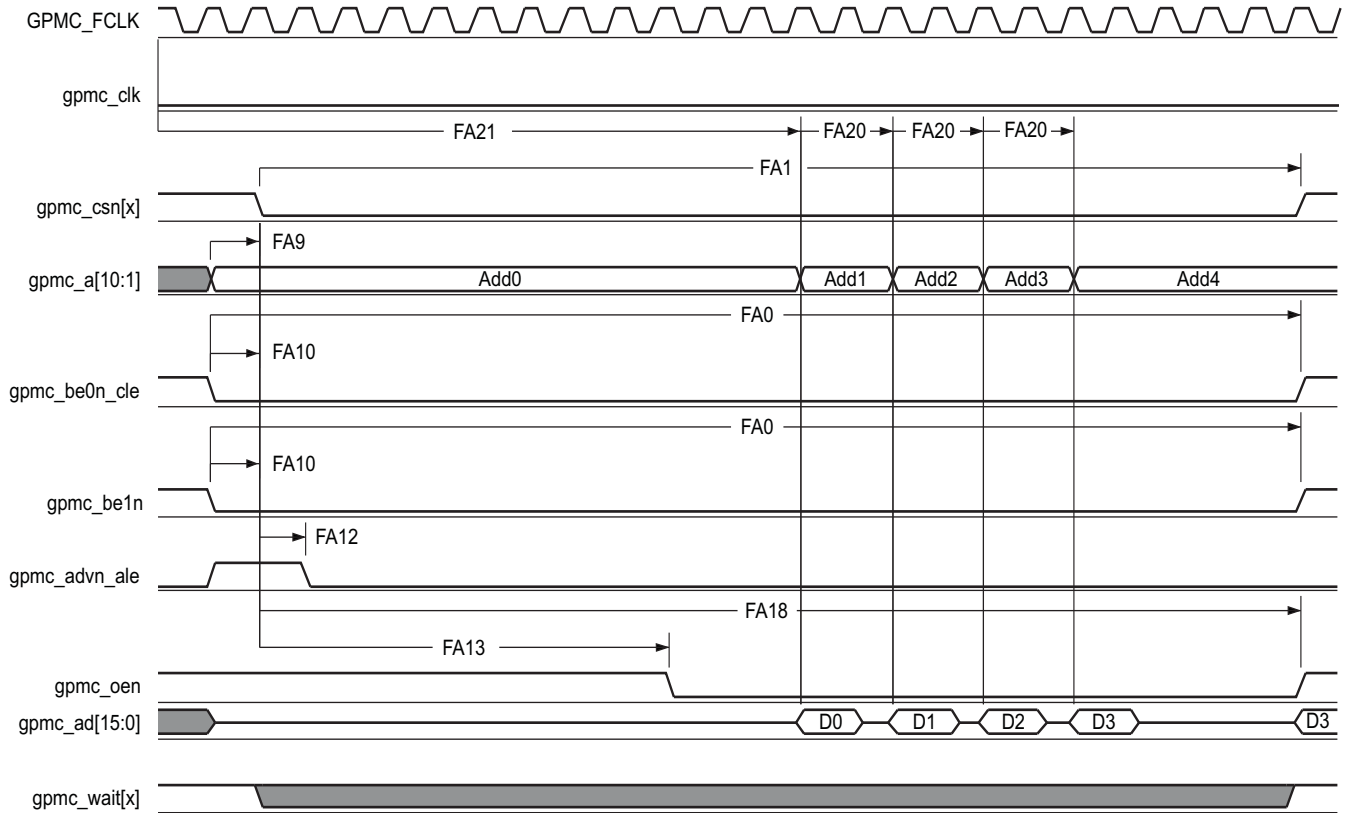 GPMC_FCLK
gpmc_clk
FA21 FA20 FA20 FA20
FA1
gpmc_csn[x]
FA9
gpmc_a[10:1] Add0 Add1 Add2 Add3 Add4
FA0
FA10
gpmc_be0n_cle
FA0
FA10
gpmc_be1n
FA12
gpmc_advn_ale
FA18
FA13
gpmc_oen
gpmc_ad[15:0] D0 D1 D2 D3 D3
gpmc_wait[x]